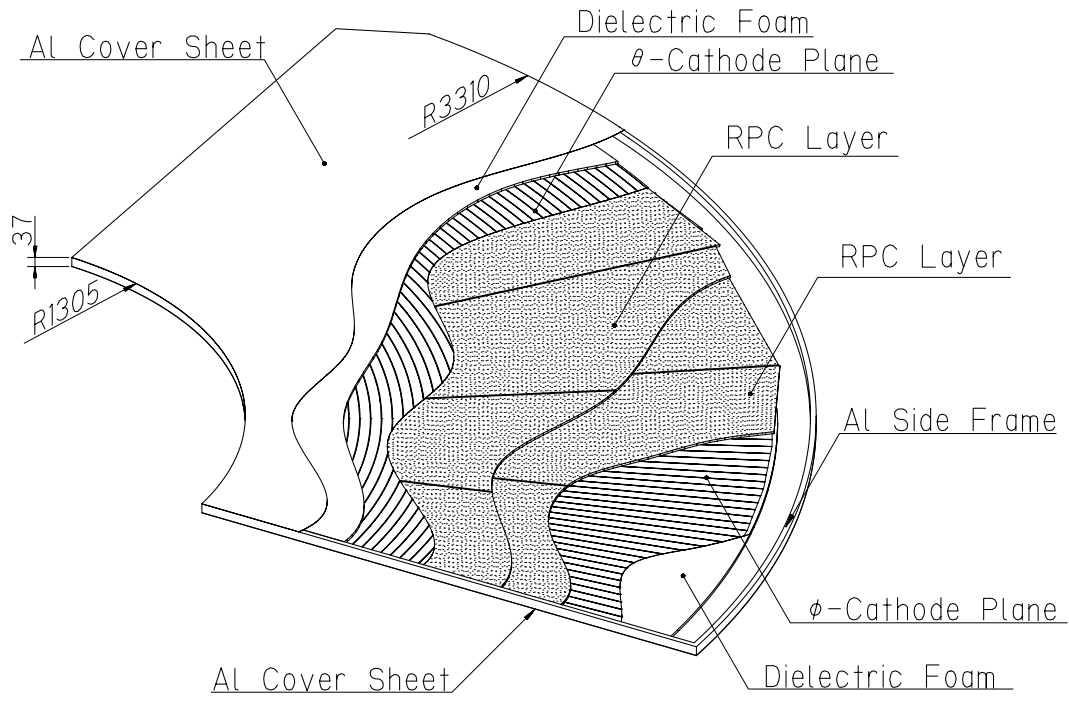 Dielectric Foam
Al Cover Sheet
θ-Cathode Plane
R3310
RPC Layer
37
RPC Layer
R1305
Al Side Frame
ϕ-Cathode Plane
Al Cover Sheet
Dielectric Foam